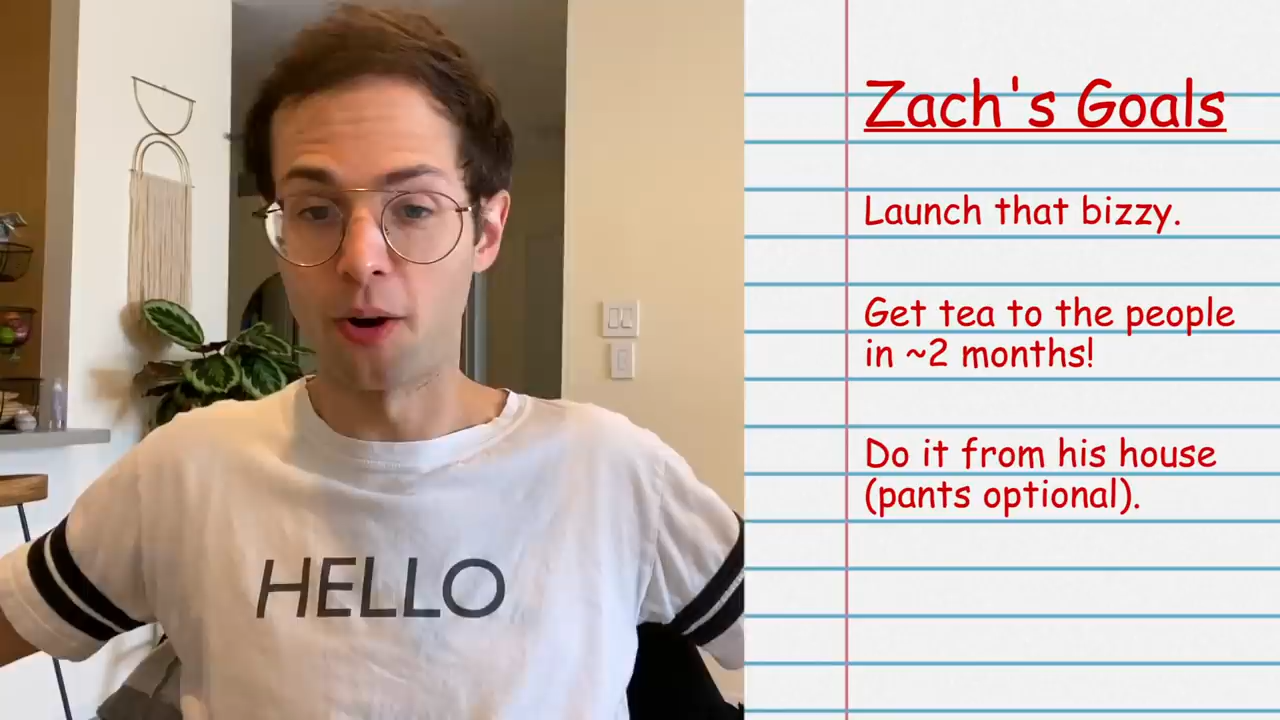 HELLO
Zach's Goals
Launch that bizzy.
Get tea to the people
in ~2 months!
Do it from his house
(pants optional).